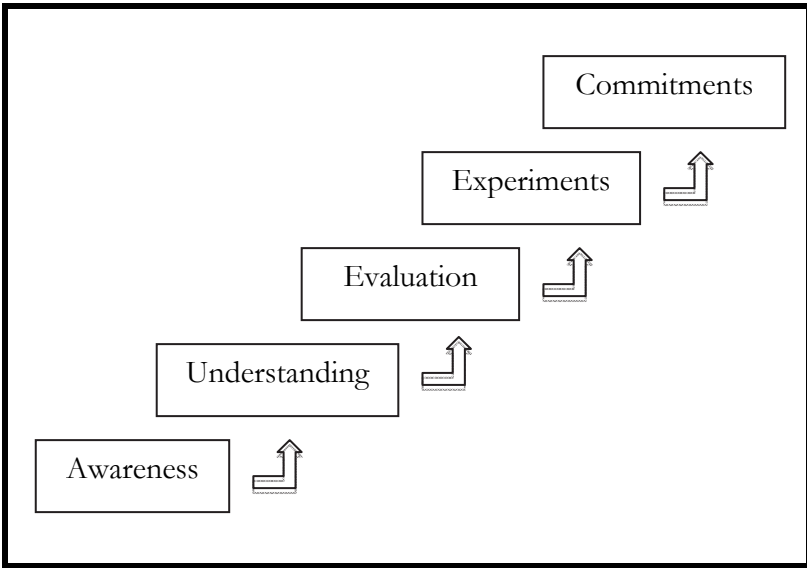 Commitments
Experiments
Evaluation
Understanding
Awareness